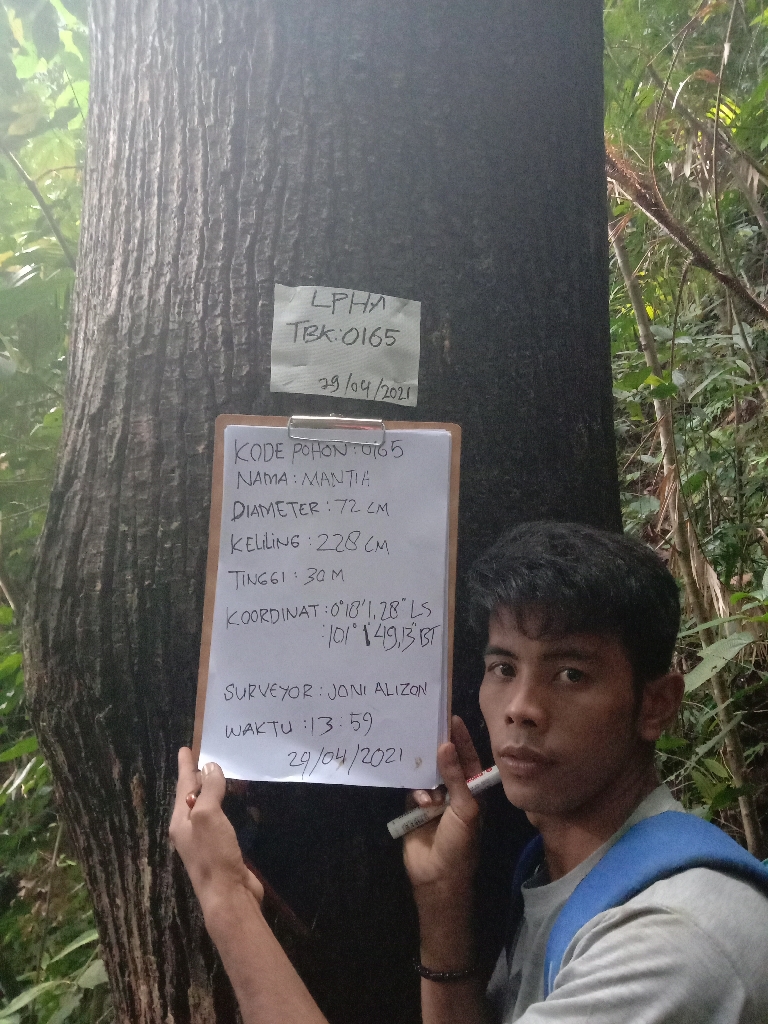 LPHA
TBK:0165
29/04/2021
KODE POHON:0165
NAMA: MANTIA
DIAMETER: 72 CM
KELILING: 228 CM
TINGGI: 30 M
KOORDINAT: 0°18'1,28" LS
:101° 1'49,13" BT
SURVEYOR: JONI ALIZON
WAKTU: 13:59
29/04/2021